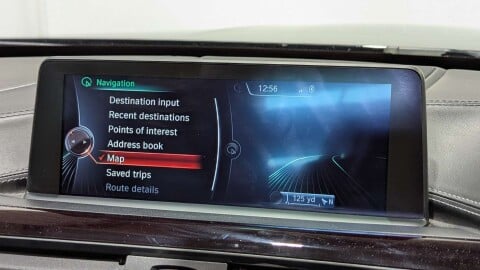 Navigation
12:56
Destination input
Recent destinations
Points of interest
Address book
Map
Saved trips
Route details
125 yd
N